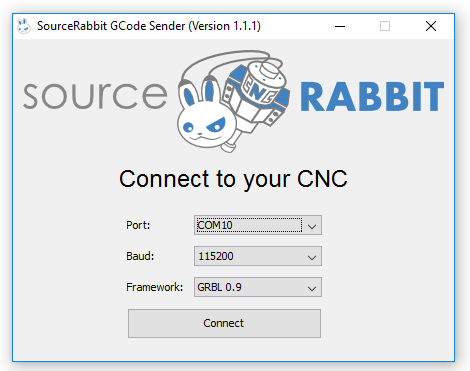 SourceRabbit GCode Sender (Version 1.1.1)
source RABBIT
CNC
Connect to your CNC
Port: COM10
Baud: 115200
Framework: GRBL 0.9
Connect